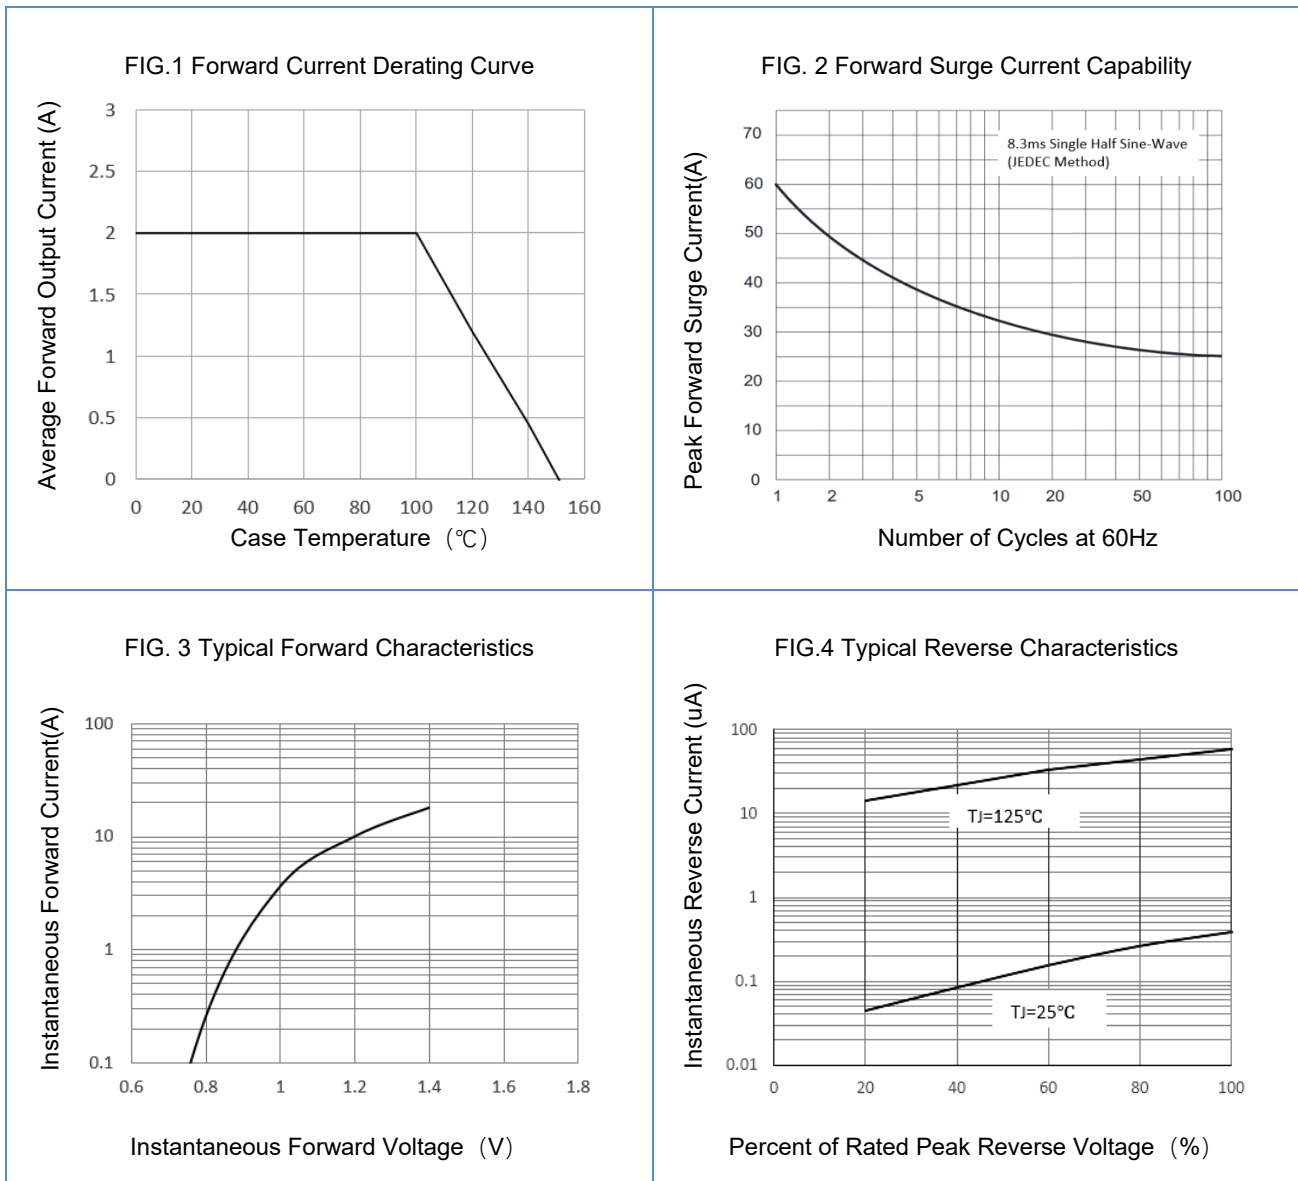 FIG.1 Forward Current Derating Curve
Average Forward Output Current (A)
3
2.5
2
1.5
1
0.5
0
0 20 40 60 80 100 120 140 160
Case Temperature（℃）
FIG. 2 Forward Surge Current Capability
Peak Forward Surge Current(A)
8.3ms Single Half Sine-Wave
(JEDEC Method)
70
60
50
40
30
20
10
0
1 2 5 10 20 50 100
Number of Cycles at 60Hz
FIG. 3 Typical Forward Characteristics
Instantaneous Forward Current(A)
100
10
1
0.1
0.6 0.8 1 1.2 1.4 1.6 1.8
Instantaneous Forward Voltage（V）
FIG.4 Typical Reverse Characteristics
Instantaneous Reverse Current (uA)
100
10
1
0.1
0.01
TJ=125℃
TJ=25℃
0 20 40 60 80 100
Percent of Rated Peak Reverse Voltage（%）